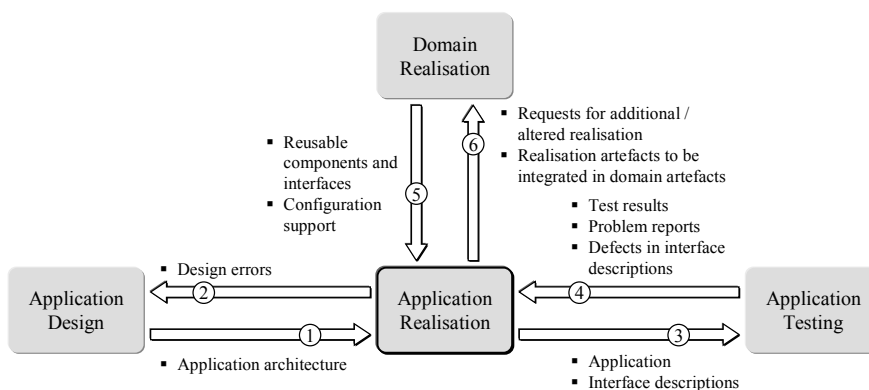 Domain
Realisation
▪ Requests for additional /
altered realisation
▪ Realisation artefacts to be
integrated in domain artefacts
6
▪ Reusable
components and
interfaces
▪ Configuration
support
5
▪ Test results
▪ Problem reports
▪ Defects in interface
descriptions
▪ Design errors
Application
Design
2
1
▪ Application architecture
Application
Realisation
4
3
▪ Application
▪ Interface descriptions
Application
Testing